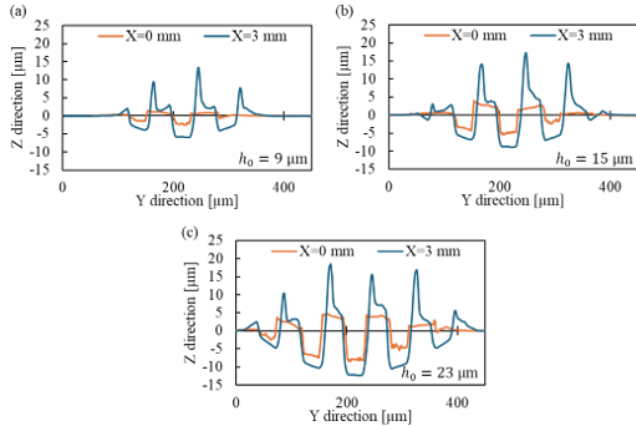 (a)
X=0 mm
X=3 mm
Z direction [µm]
25
20
15
10
5
0
-5
-10
-15
h₀ = 9 µm
0
200
400
Y direction [µm]
(b)
X=0 mm
X=3 mm
Z direction [µm]
25
20
15
10
5
0
-5
-10
-15
h₀ = 15 µm
0
200
400
Y direction [µm]
(c)
X=0 mm
X=3 mm
Z direction [µm]
25
20
15
10
5
0
-5
-10
-15
h₀ = 23 µm
0
200
400
Y direction [µm]